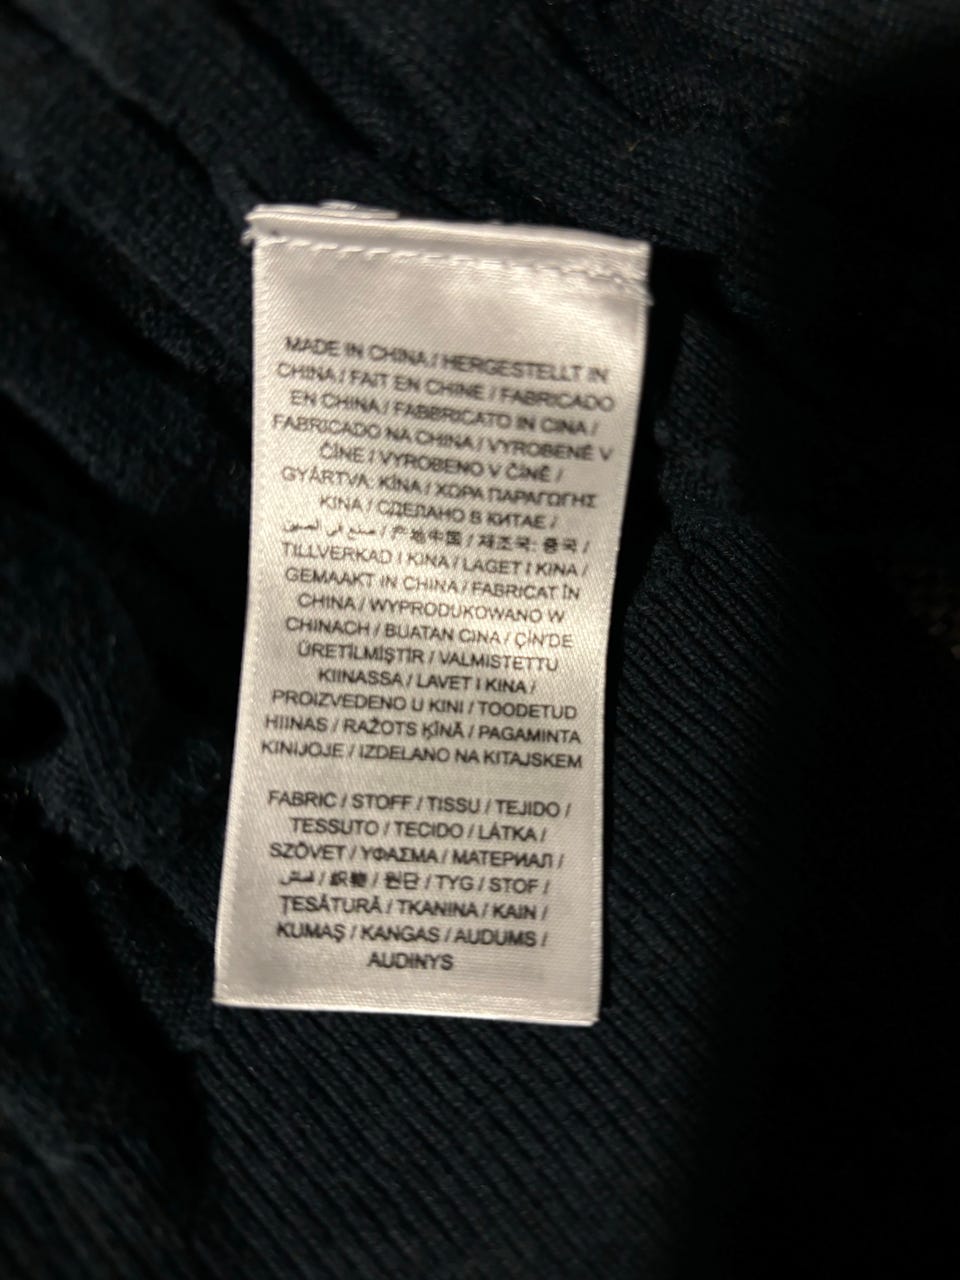 MADE IN CHINA / HERGESTELLT IN
CHINA / FAIT EN CHINE / FABRICADO
EN CHINA / FABBRICATO IN CINA /
FABRICADO NA CHINA / VYROBENÉ V
ČÍNE / VYROBENO V ČÍNĚ /
GYÁRTVA: KÍNA / ΧΩΡΑ ΠΑΡΑΓΩΓΗΣ
ΚΙΝΑ / СДЕЛАНО В КИТАЕ /
صنع في الصين / 产地中国 / 제조국: 중국 /
TILLVERKAD I KINA / LAGET I KINA /
GEMAAKT IN CHINA / FABRICAT ÎN
CHINA / WYPRODUKOWANO W
CHINACH / BUATAN CINA / ÇİN'DE
ÜRETİLMİŞTİR / VALMISTETTU
KIINASSA / LAVET I KINA /
PROIZVEDENO U KINI / TOODETUD
HIINAS / RAŽOTS ĶĪNĀ / PAGAMINTA
KINIJOJE / IZDELANO NA KITAJSKEM
FABRIC / STOFF / TISSU / TEJIDO /
TESSUTO / TECIDO / LÁTKA /
SZÖVET / ΥΦΑΣΜΑ / МАТЕРИАЛ /
قماش / 织物 / 원단 / TYG / STOF /
ŢESĂTURĂ / TKANINA / KAIN /
KUMAŞ / KANGAS / AUDUMS /
AUDINYS